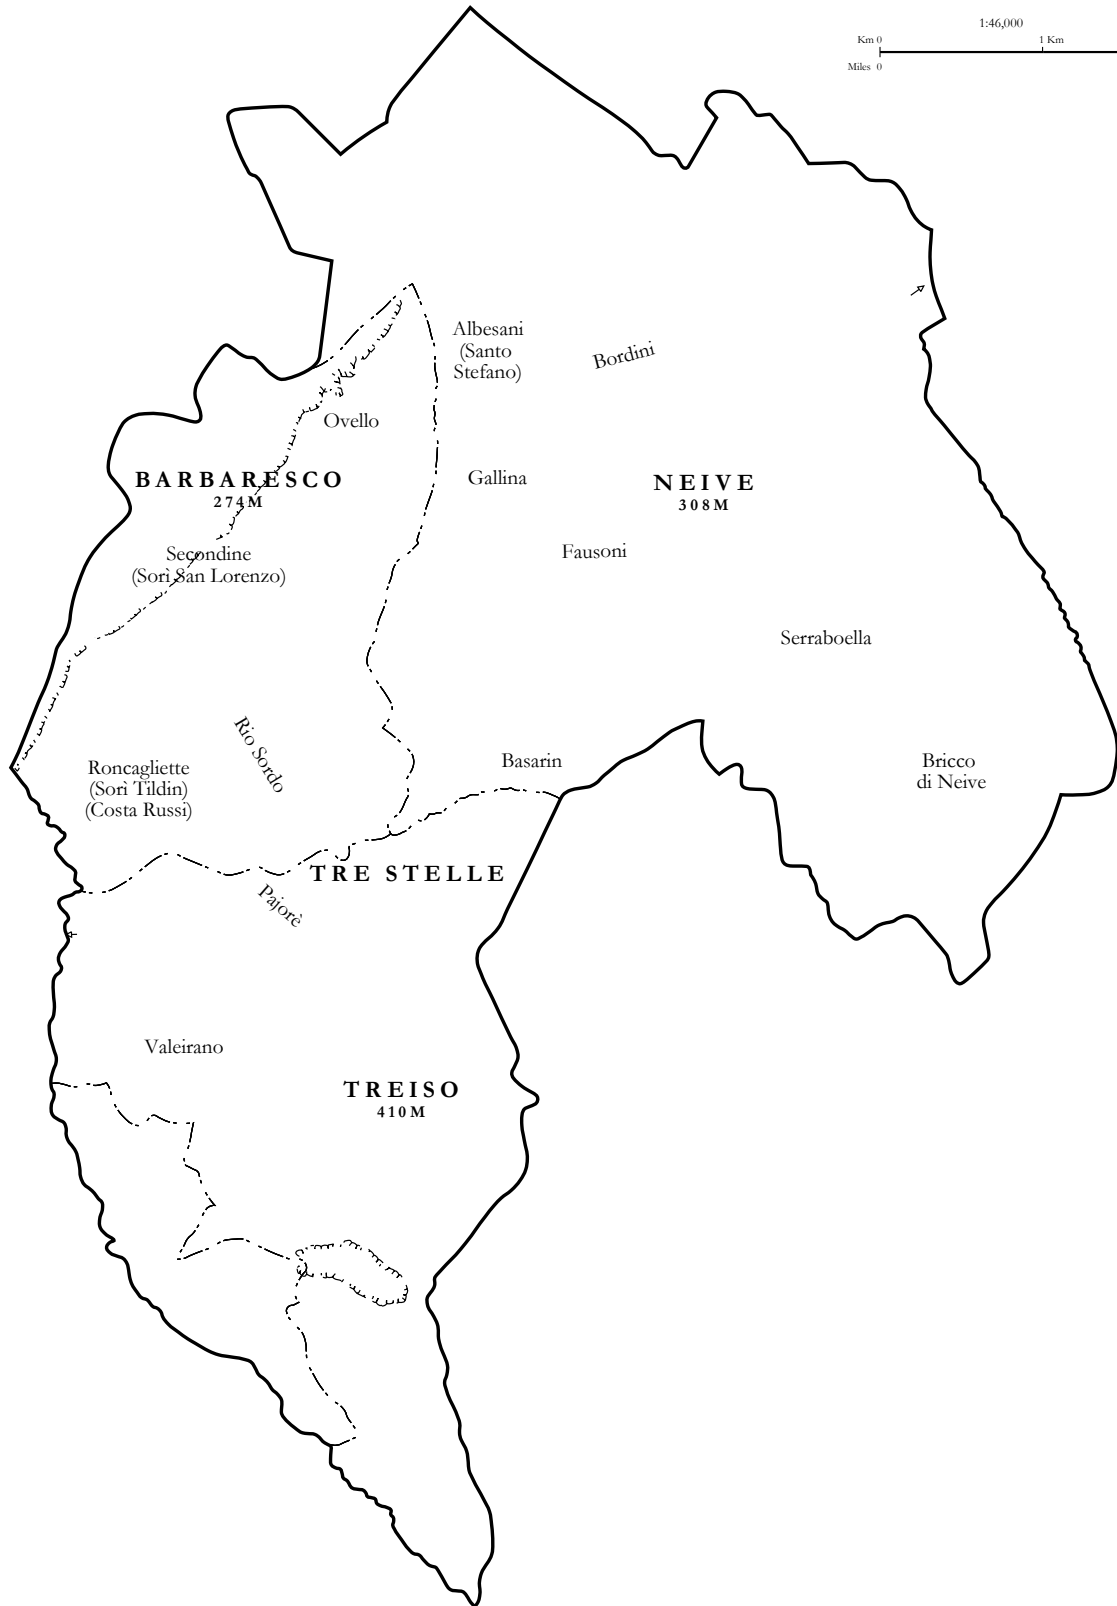 1:46,000
Km 0
1 Km
Miles 0
Albesani
(Santo
Stefano)
Bordini
Ovello
BARBARESCO
274M
Gallina
NEIVE
308M
Secondine
(Sorì San Lorenzo)
Fausoni
Serraboella
Rio Sordo
Roncagliette
(Sorì Tildin)
(Costa Russi)
Basarin
Bricco
di Neive
TRE STELLE
Pajorè
Valeirano
TREISO
410M